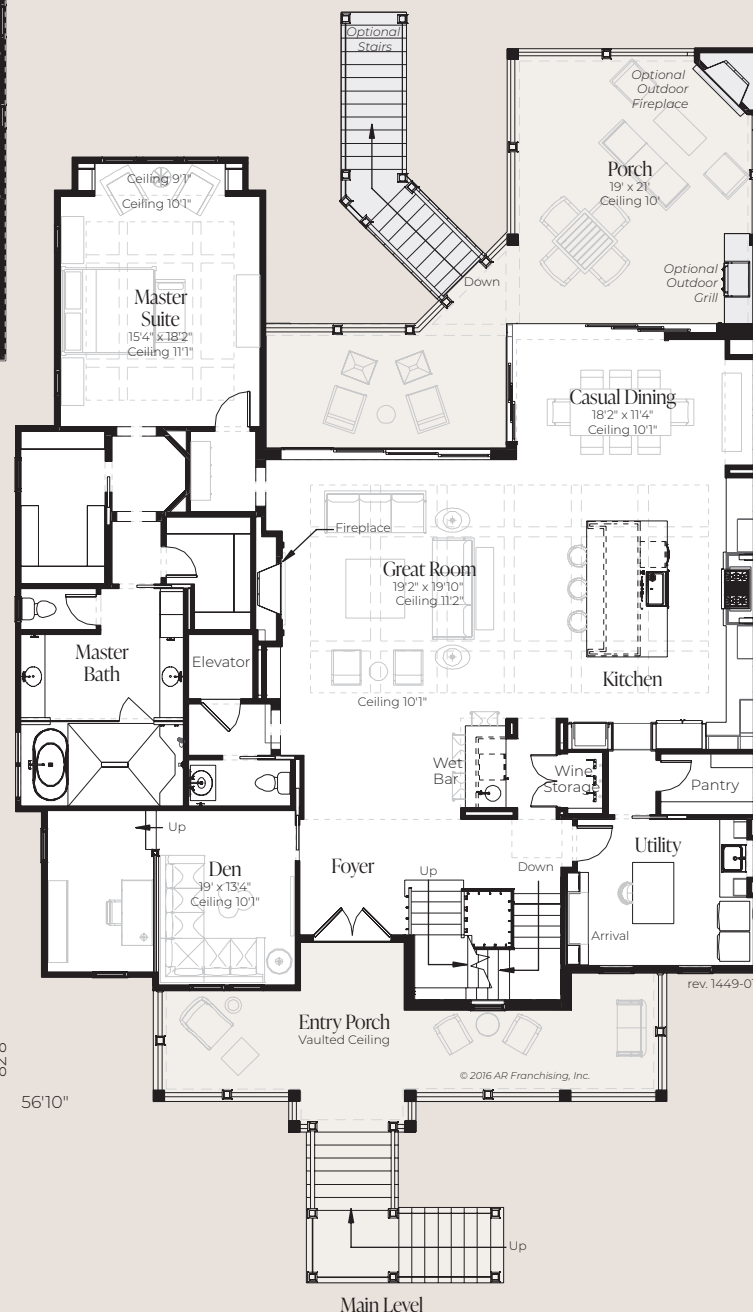 Optional
Stairs
Optional
Outdoor
Fireplace
Porch
19' x 21'
Ceiling 10'
Ceiling 9'1"
Ceiling 10'1"
Optional
Outdoor
Grill
Down
Master
Suite
15'4" x 18'2"
Ceiling 11'1"
Casual Dining
18'2" x 11'4"
Ceiling 10'1"
Fireplace
Great Room
19'2" x 19'10"
Ceiling 11'2"
Master
Bath
Elevator
Kitchen
Ceiling 10'1"
Wet
Bar
Wine
Storage
Pantry
Up
Den
19' x 13'4"
Ceiling 10'1"
Foyer
Up
Down
Utility
Arrival
rev. 1449-01
Entry Porch
Vaulted Ceiling
© 2016 AR Franchising, Inc.
56'10"
Up
Main Level